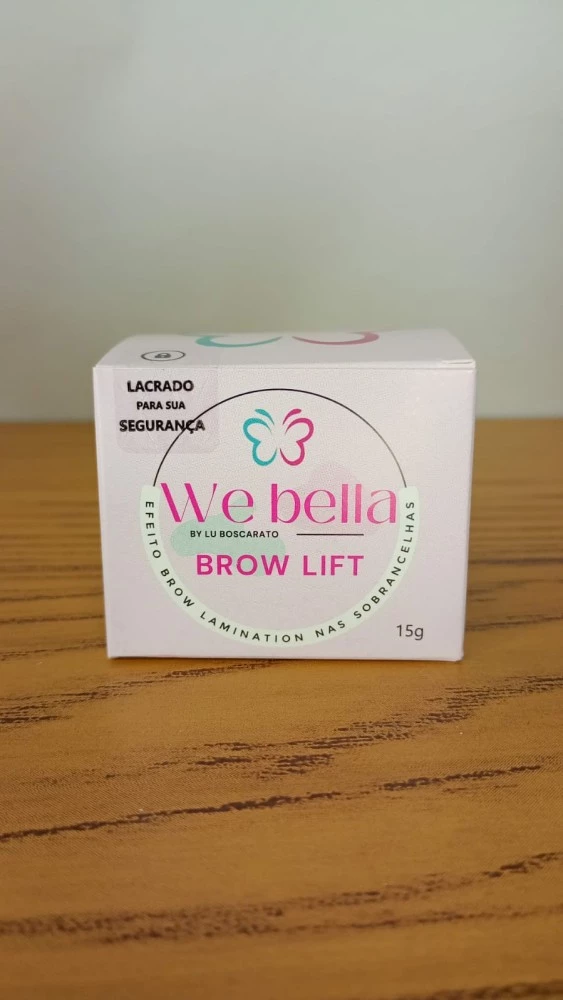 LACRADO
PARA SUA
SEGURANÇA
We bella
BY LU BOSCARATO
BROW LIFT
EFEITO BROW LAMINATION NAS SOBRANCELHAS
15g